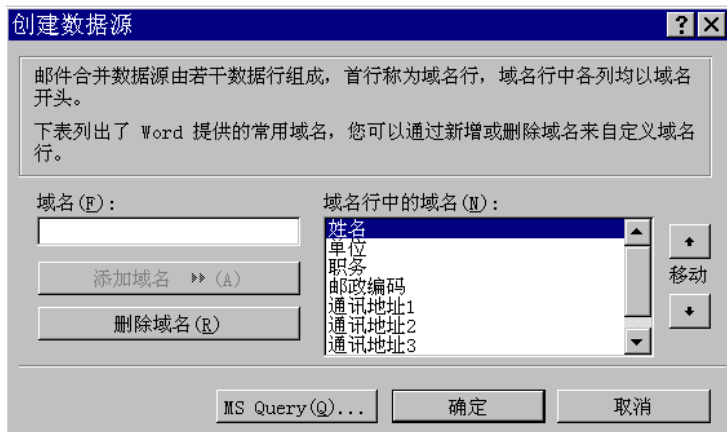 创建数据源
邮件合并数据源由若干数据行组成，首行称为域名行，域名行中各列均以域名
开头。
下表列出了 Word 提供的常用域名，您可以通过新增或删除域名来自定义域名
行。
域名(F)：
域名行中的域名(N)：
姓名
单位
职务
邮政编码
通讯地址1
通讯地址2
通讯地址3
添加域名 >> (A)
删除域名(R)
移动
MS Query(Q)...
确定
取消